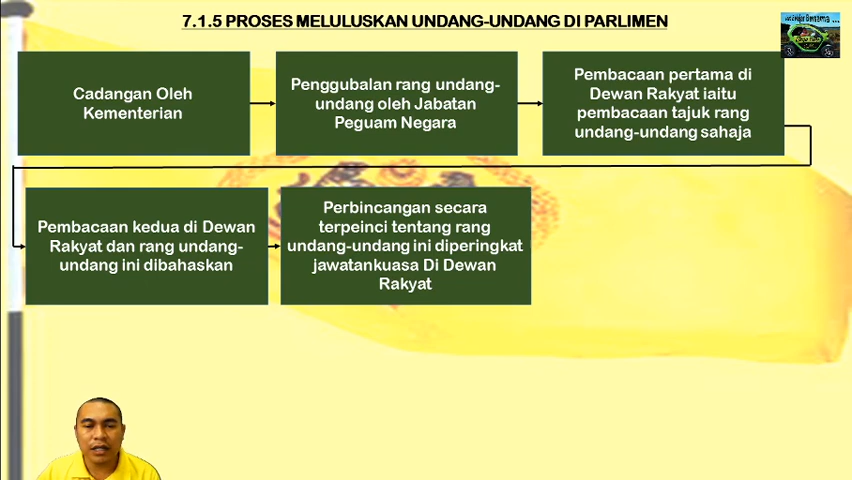 7.1.5 PROSES MELULUSKAN UNDANG-UNDANG DI PARLIMEN
Cadangan Oleh
Kementerian
Penggubalan rang undang-
undang oleh Jabatan
Peguam Negara
Pembacaan pertama di
Dewan Rakyat iaitu
pembacaan tajuk rang
undang-undang sahaja
Pembacaan kedua di Dewan
Rakyat dan rang undang-
undang ini dibahaskan
Perbincangan secara
terpeinci tentang rang
undang-undang ini diperingkat
jawatankuasa Di Dewan
Rakyat